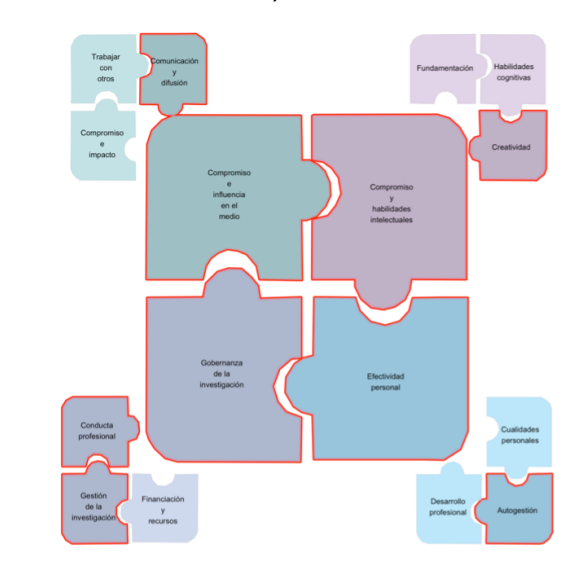 Trabajar
con
otros
Comunicación
y
difusión
Compromiso
e
impacto
Fundamentación
Habilidades
cognitivas
Creatividad
Compromiso
e
influencia
en el
medio
Compromiso
y
habilidades
intelectuales
Gobernanza
de la
investigación
Efectividad
personal
Conducta
profesional
Gestión
de la
investigación
Financiación
y
recursos
Cualidades
personales
Desarrollo
profesional
Autogestión